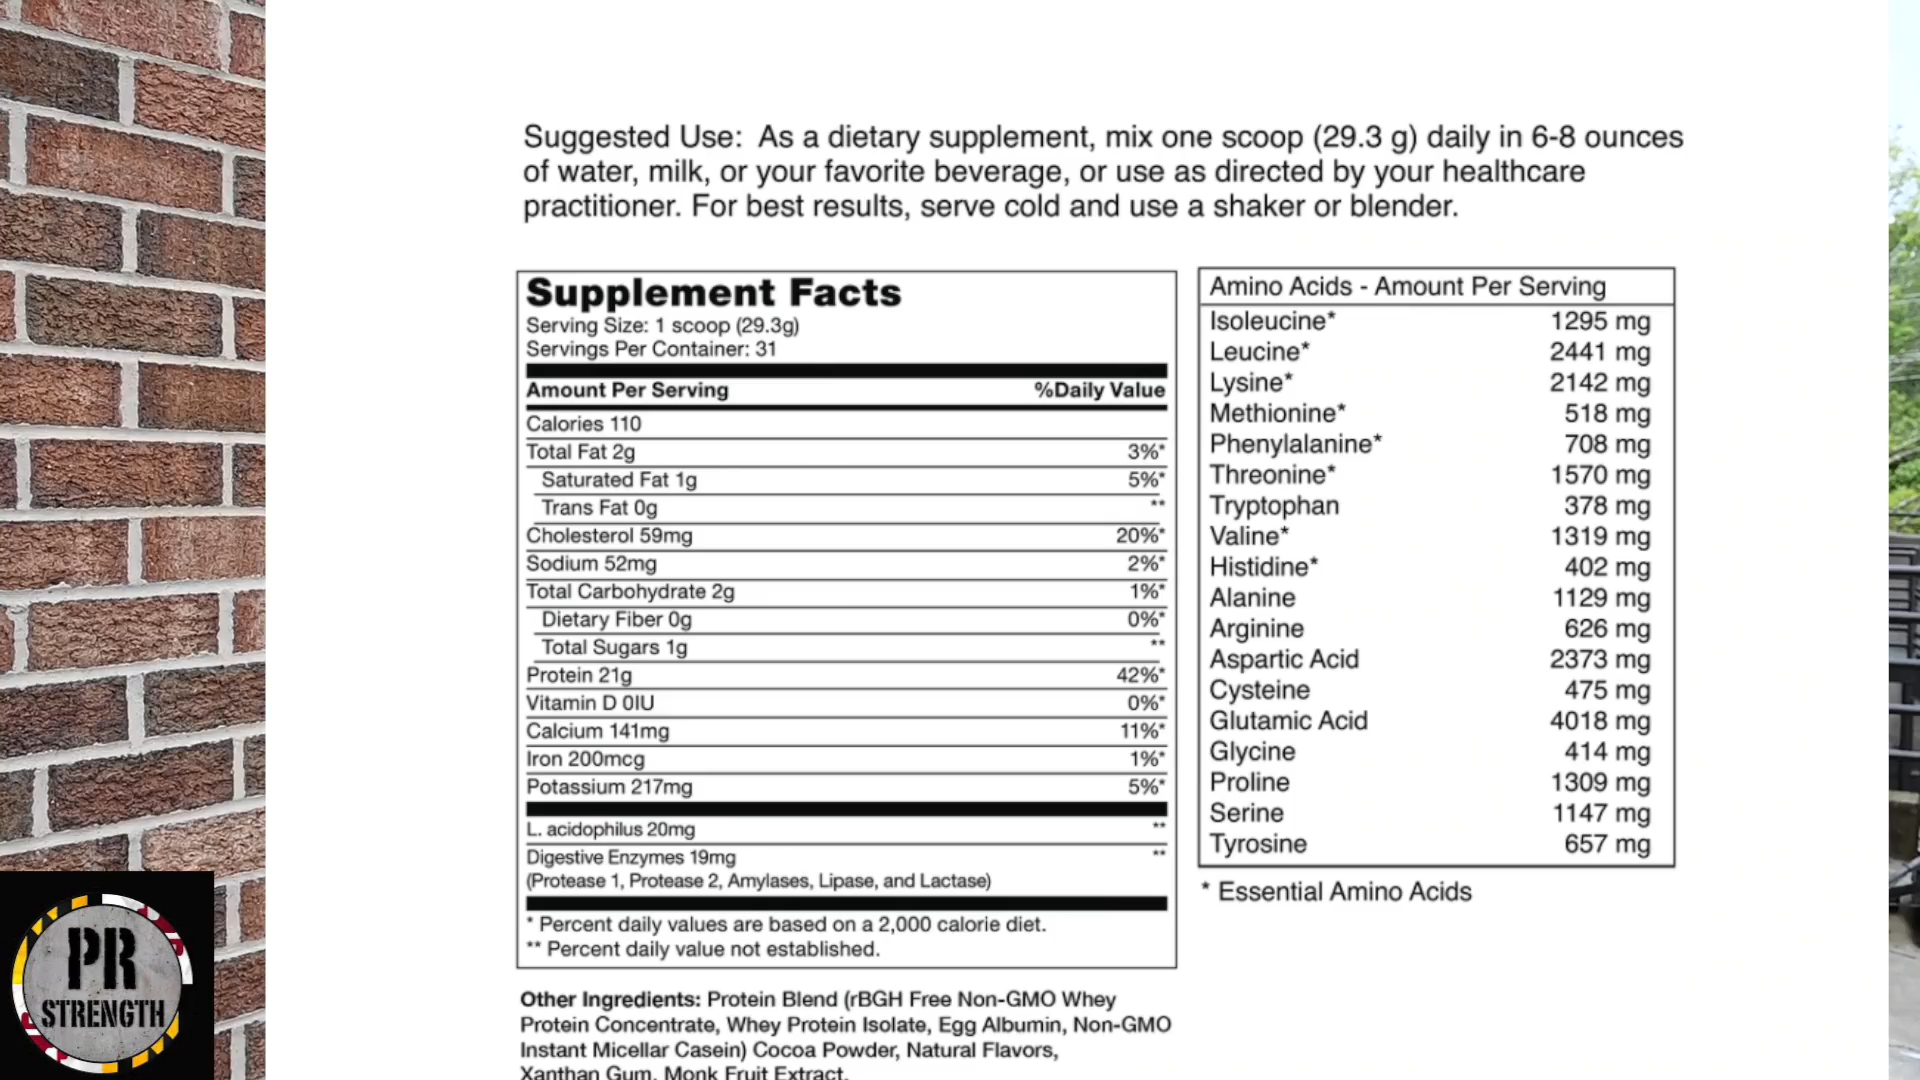 Suggested Use: As a dietary supplement, mix one scoop (29.3 g) daily in 6-8 ounces
of water, milk, or your favorite beverage, or use as directed by your healthcare
practitioner. For best results, serve cold and use a shaker or blender.
Supplement Facts
Serving Size: 1 scoop (29.3g)
Servings Per Container: 31
Amount Per Serving %Daily Value
Calories 110
Total Fat 2g 3%*
Saturated Fat 1g 5%*
Trans Fat 0g **
Cholesterol 59mg 20%*
Sodium 52mg 2%*
Total Carbohydrate 2g 1%*
Dietary Fiber 0g 0%*
Total Sugars 1g **
Protein 21g 42%*
Vitamin D 0IU 0%*
Calcium 141mg 11%*
Iron 200mcg 1%*
Potassium 217mg 5%*
L. acidophilus 20mg **
Digestive Enzymes 19mg **
(Protease 1, Protease 2, Amylases, Lipase, and Lactase)
* Percent daily values are based on a 2,000 calorie diet.
** Percent daily value not established.
Other Ingredients: Protein Blend (rBGH Free Non-GMO Whey
Protein Concentrate, Whey Protein Isolate, Egg Albumin, Non-GMO
Instant Micellar Casein) Cocoa Powder, Natural Flavors,
Xanthan Gum, Monk Fruit Extract.
Amino Acids - Amount Per Serving
Isoleucine* 1295 mg
Leucine* 2441 mg
Lysine* 2142 mg
Methionine* 518 mg
Phenylalanine* 708 mg
Threonine* 1570 mg
Tryptophan 378 mg
Valine* 1319 mg
Histidine* 402 mg
Alanine 1129 mg
Arginine 626 mg
Aspartic Acid 2373 mg
Cysteine 475 mg
Glutamic Acid 4018 mg
Glycine 414 mg
Proline 1309 mg
Serine 1147 mg
Tyrosine 657 mg
* Essential Amino Acids
PR
STRENGTH